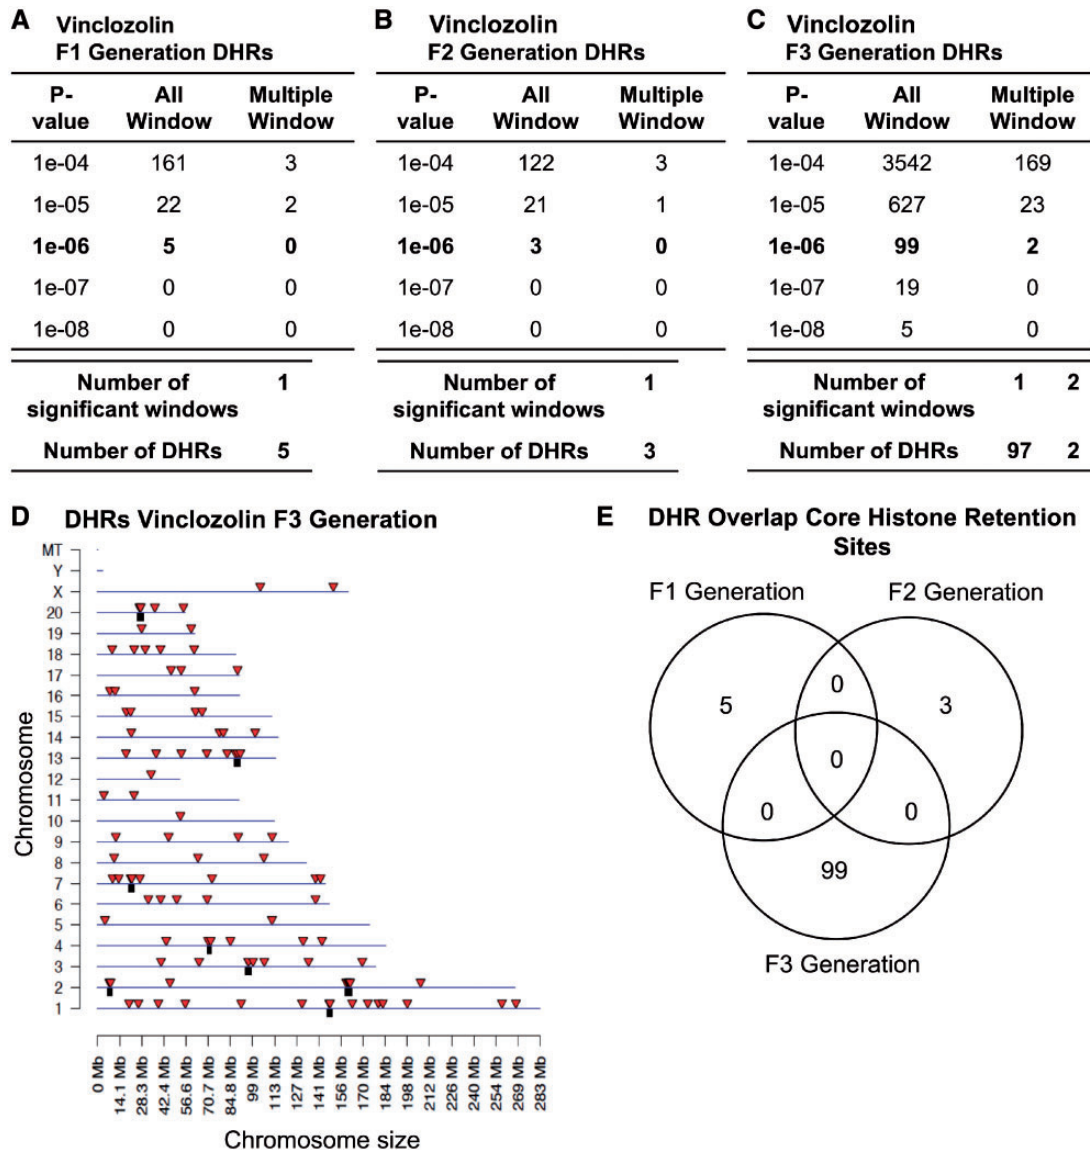 A Vinclozolin
F1 Generation DHRs
P-value All Window Multiple Window
1e-04 161 3
1e-05 22 2
1e-06 5 0
1e-07 0 0
1e-08 0 0
Number of significant windows 1
Number of DHRs 5
B Vinclozolin
F2 Generation DHRs
P-value All Window Multiple Window
1e-04 122 3
1e-05 21 1
1e-06 3 0
1e-07 0 0
1e-08 0 0
Number of significant windows 1
Number of DHRs 3
C Vinclozolin
F3 Generation DHRs
P-value All Window Multiple Window
1e-04 3542 169
1e-05 627 23
1e-06 99 2
1e-07 19 0
1e-08 5 0
Number of significant windows 1 2
Number of DHRs 97 2
D DHRs Vinclozolin F3 Generation
Chromosome
MT
Y
X
20
19
18
17
16
15
14
13
12
11
10
9
8
7
6
5
4
3
2
1
0 Mb
14.1 Mb
28.3 Mb
42.4 Mb
56.6 Mb
70.7 Mb
84.8 Mb
99 Mb
113 Mb
127 Mb
141 Mb
156 Mb
170 Mb
184 Mb
198 Mb
212 Mb
226 Mb
240 Mb
254 Mb
269 Mb
283 Mb
Chromosome size
E DHR Overlap Core Histone Retention
Sites
F1 Generation F2 Generation
0
5 3
0
0 0
99
F3 Generation